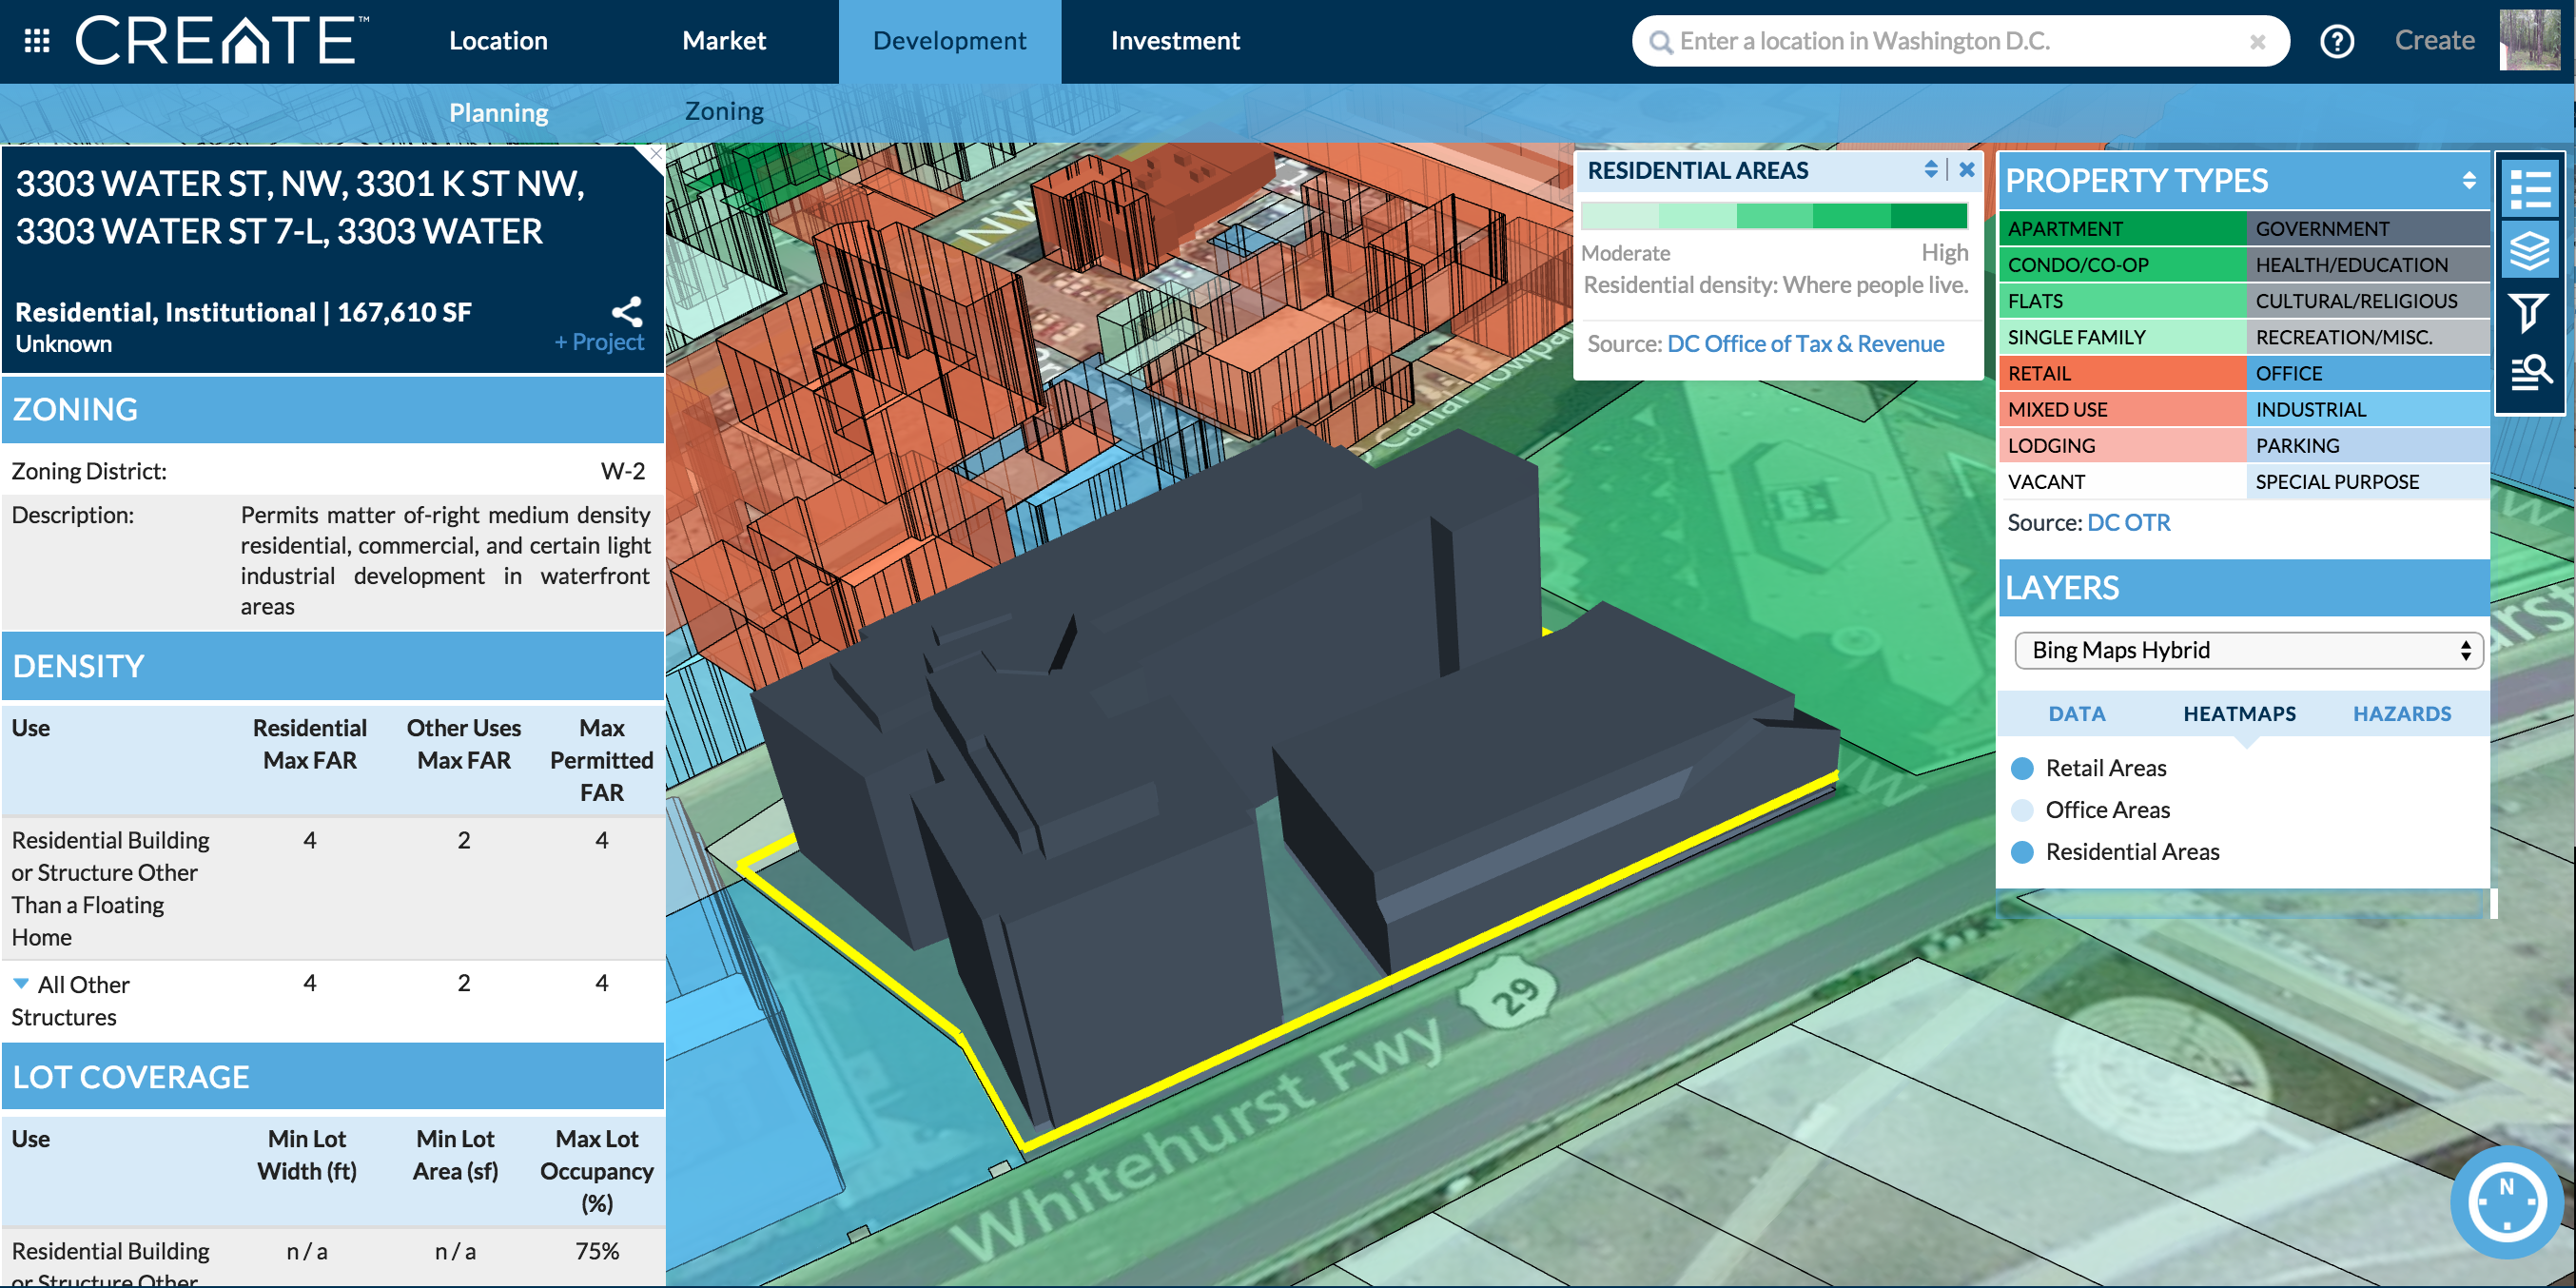 CREATE™
Location
Market
Development
Investment
Enter a location in Washington D.C.
Create
Planning
Zoning
3303 WATER ST, NW, 3301 K ST NW,
3303 WATER ST 7-L, 3303 WATER
Residential, Institutional | 167,610 SF
Unknown
+ Project
ZONING
Zoning District: W-2
Description: Permits matter of-right medium density
residential, commercial, and certain light
industrial development in waterfront
areas
DENSITY
Use Residential Other Uses Max
Max FAR Max FAR Permitted
FAR
Residential Building 4 2 4
or Structure Other
Than a Floating
Home
All Other 4 2 4
Structures
LOT COVERAGE
Use Min Lot Min Lot Max Lot
Width (ft) Area (sf) Occupancy
(%)
Residential Building n / a n / a 75%
or Structure Other
NW
Canal Towpa
Whitehurst Fwy
29
RESIDENTIAL AREAS
Moderate High
Residential density: Where people live.
Source: DC Office of Tax & Revenue
PROPERTY TYPES
APARTMENT GOVERNMENT
CONDO/CO-OP HEALTH/EDUCATION
FLATS CULTURAL/RELIGIOUS
SINGLE FAMILY RECREATION/MISC.
RETAIL OFFICE
MIXED USE INDUSTRIAL
LODGING PARKING
VACANT SPECIAL PURPOSE
Source: DC OTR
LAYERS
Bing Maps Hybrid
DATA HEATMAPS HAZARDS
Retail Areas
Office Areas
Residential Areas
N